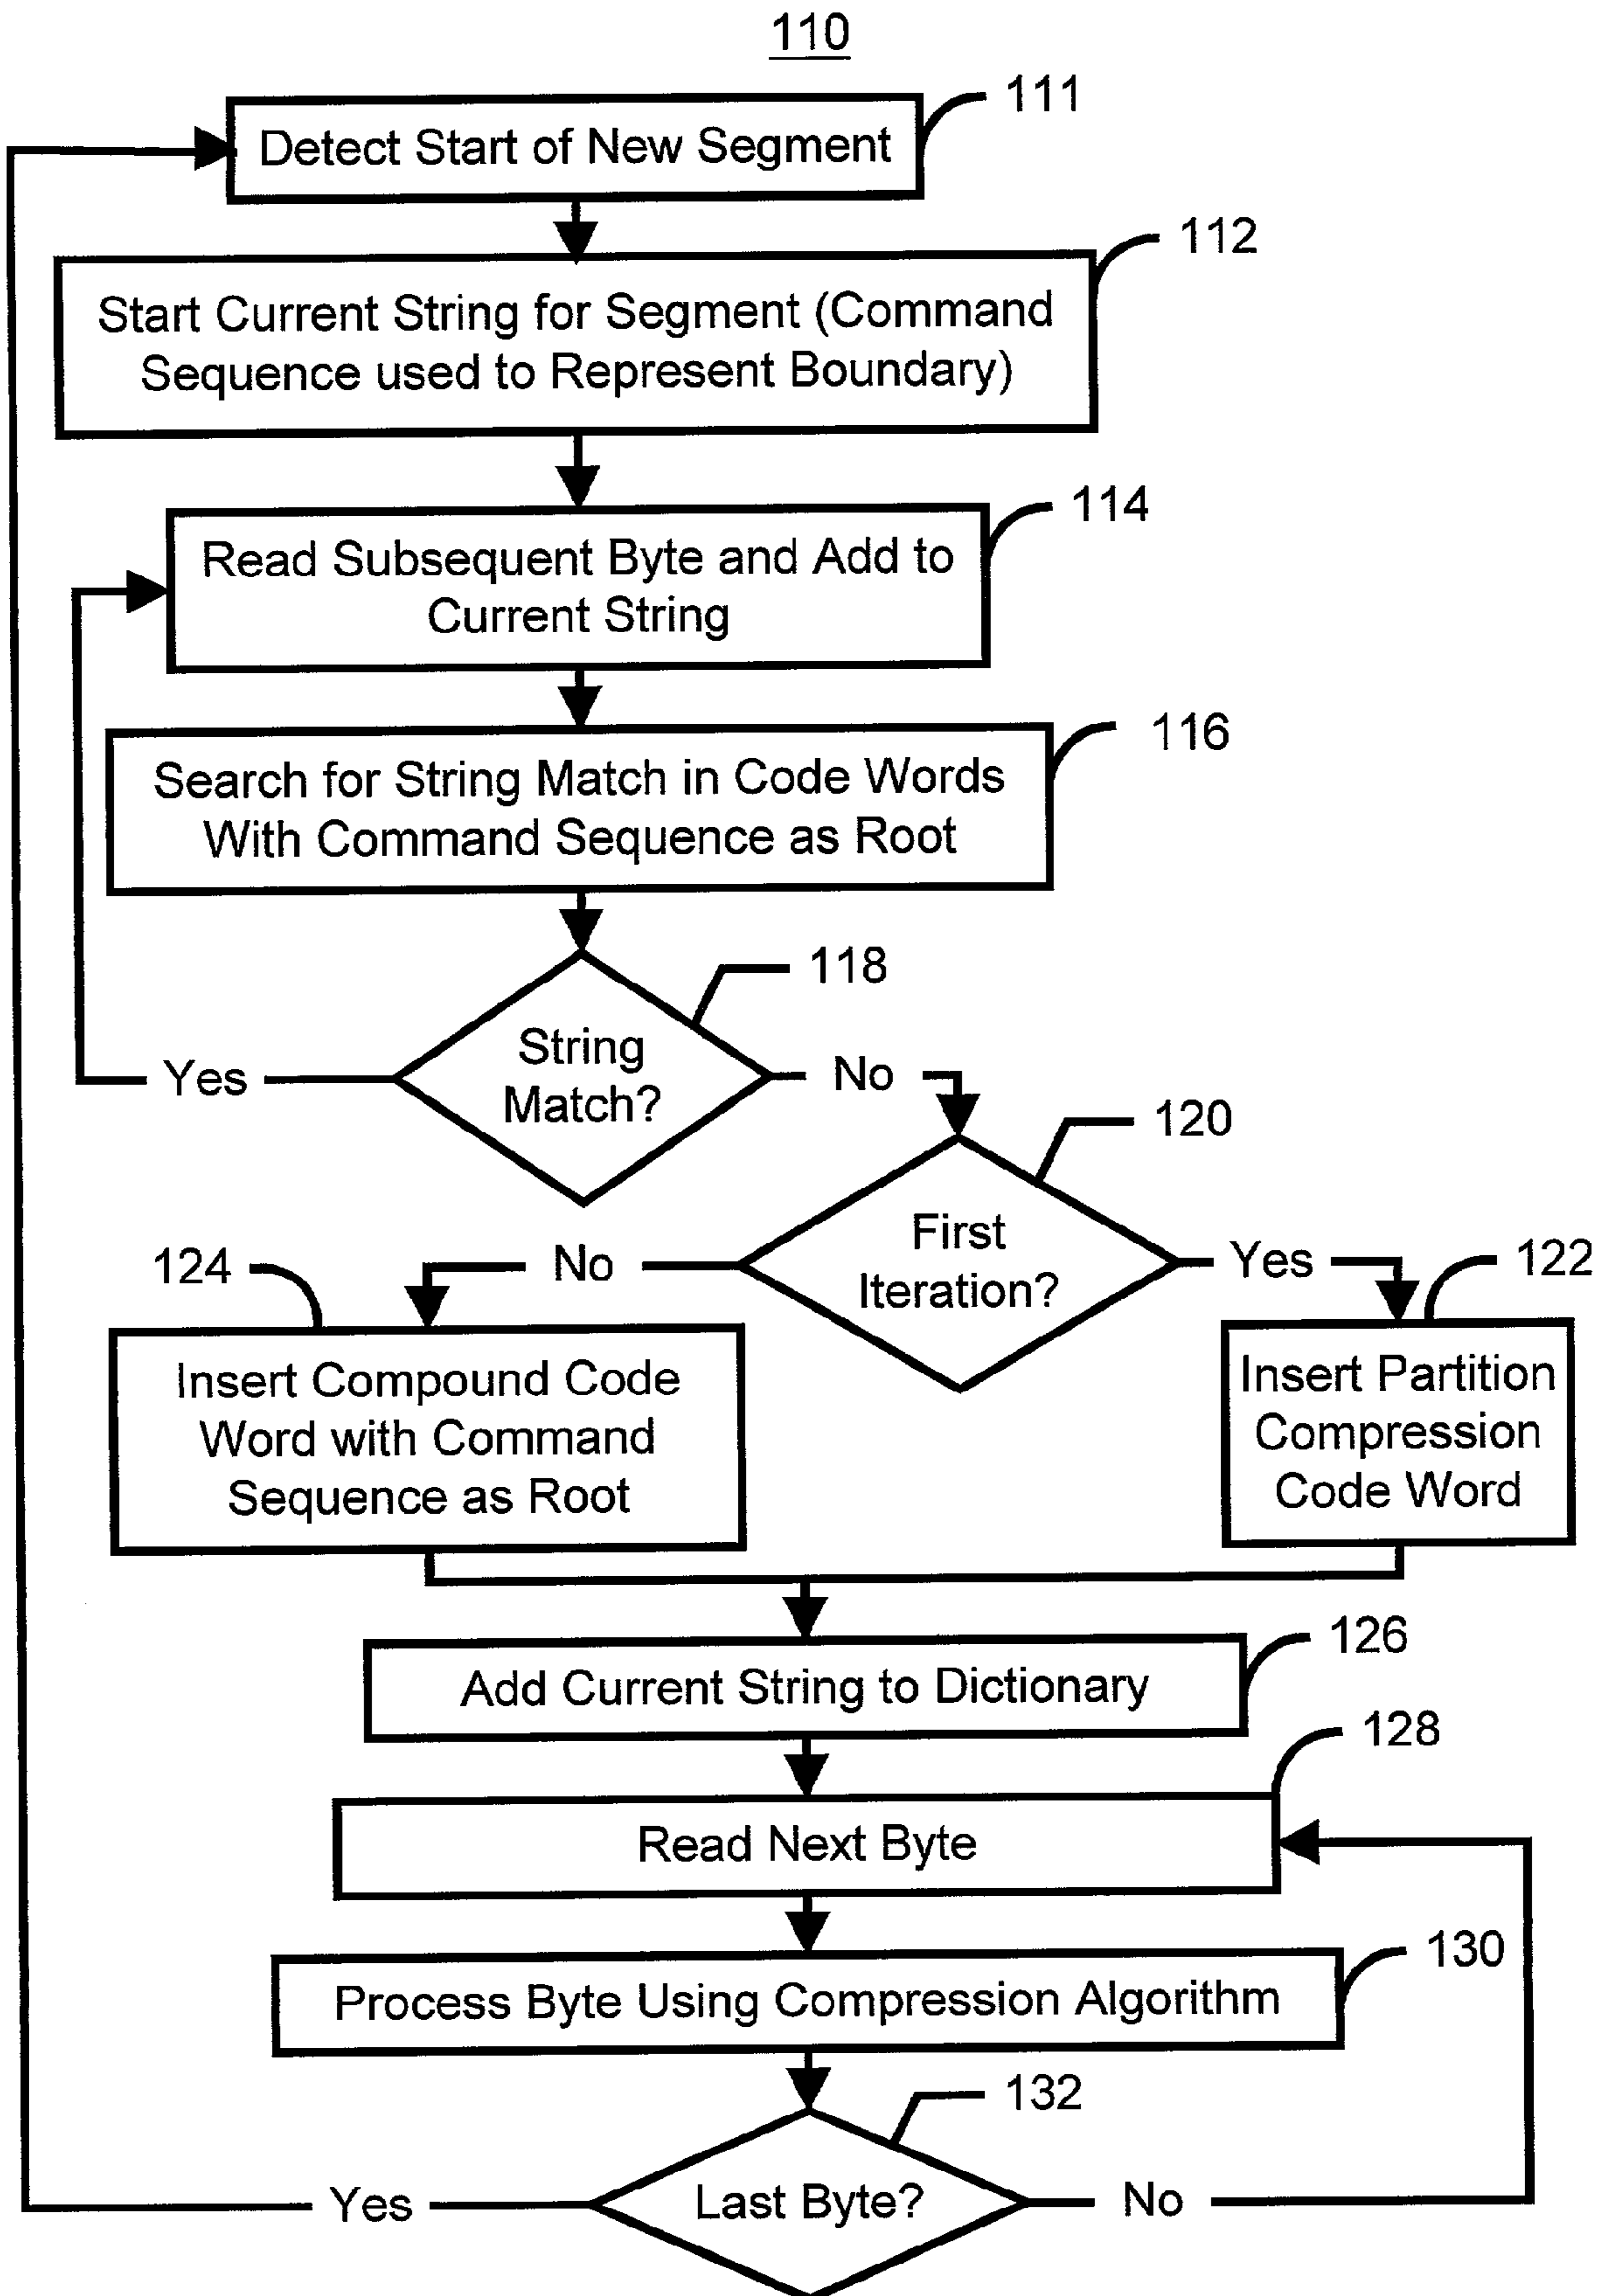 110
111
Detect Start of New Segment
112
Start Current String for Segment (Command
Sequence used to Represent Boundary)
114
Read Subsequent Byte and Add to
Current String
116
Search for String Match in Code Words
With Command Sequence as Root
118
String
Match?
Yes
No
120
First
Iteration?
No
Yes
124
122
Insert Compound Code
Word with Command
Sequence as Root
Insert Partition
Compression
Code Word
126
Add Current String to Dictionary
128
Read Next Byte
130
Process Byte Using Compression Algorithm
132
Last Byte?
Yes
No